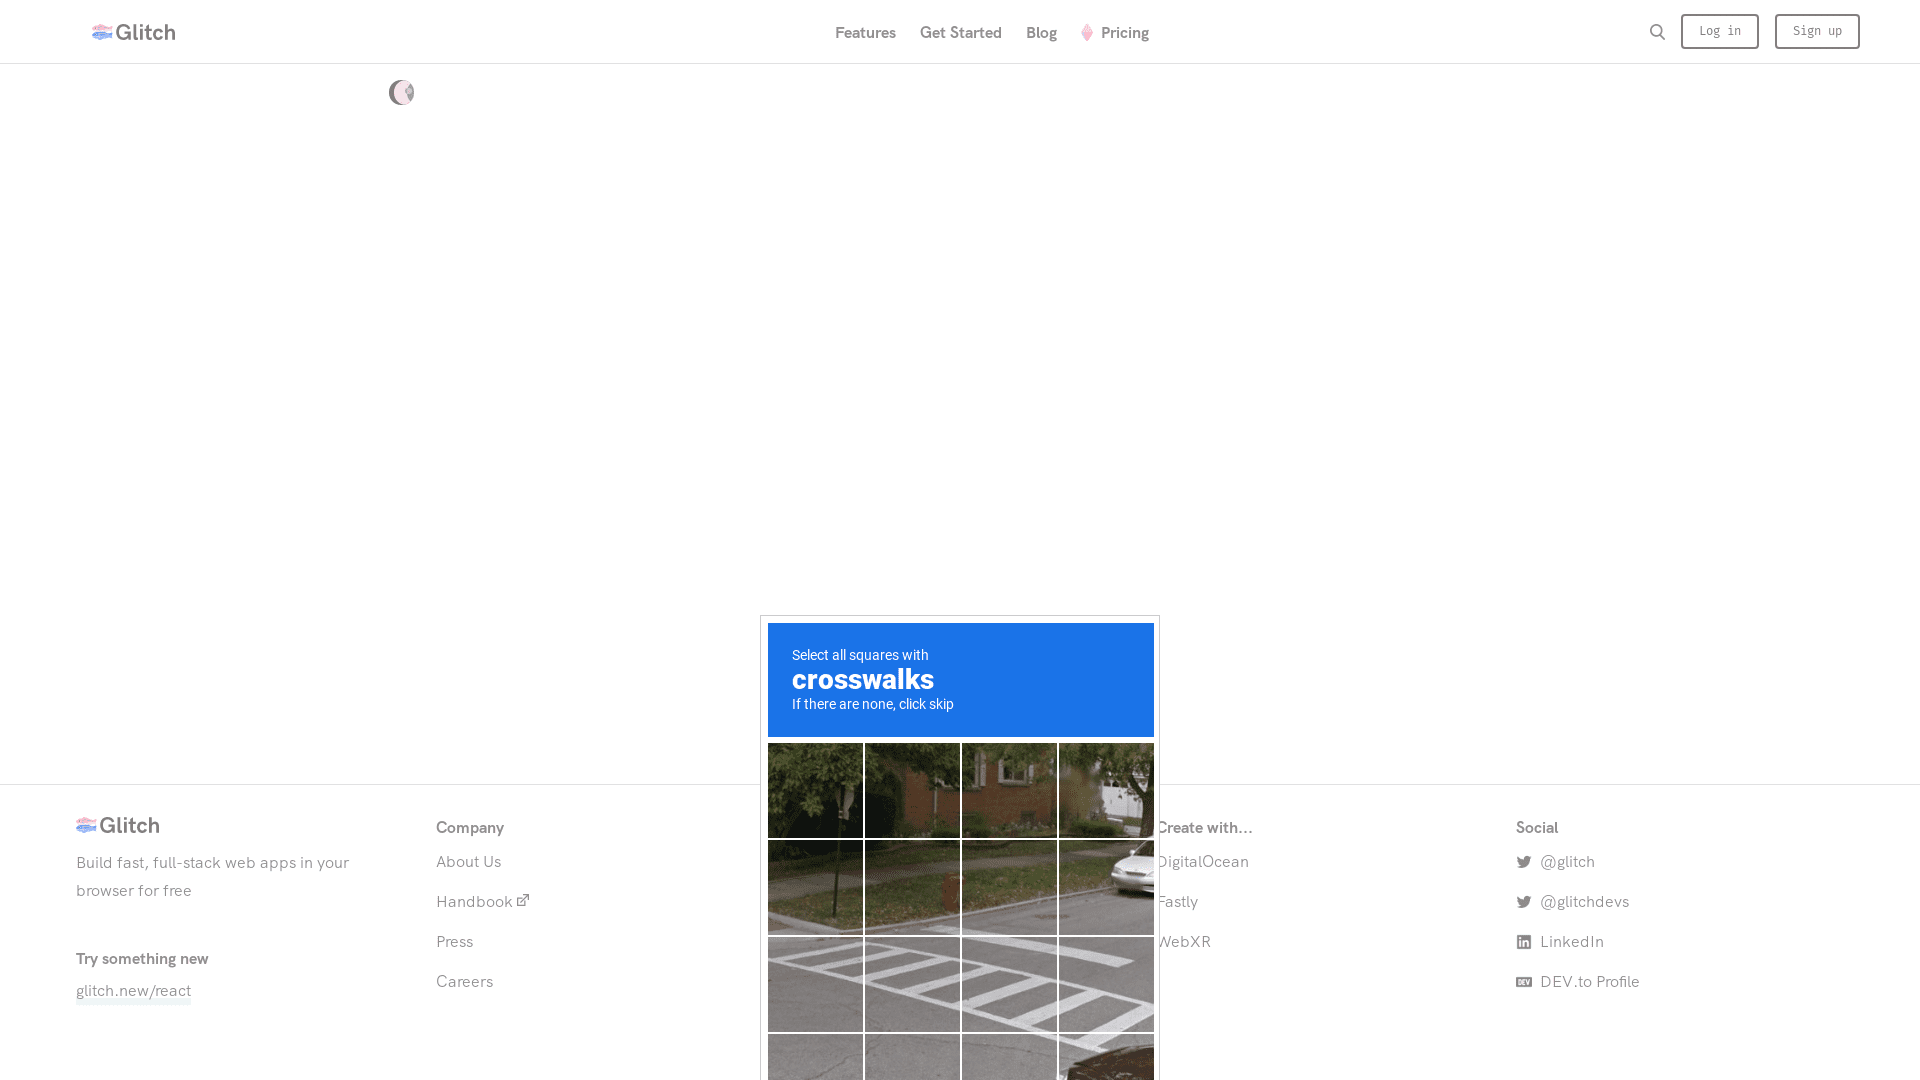 Glitch
Features
Get Started
Blog
Pricing
Log in
Sign up
Select all squares with
crosswalks
If there are none, click skip
Glitch
Build fast, full-stack web apps in your
browser for free
Try something new
glitch.new/react
Company
About Us
Handbook
Press
Careers
Create with...
DigitalOcean
Fastly
WebXR
Social
@glitch
@glitchdevs
LinkedIn
DEV.to Profile